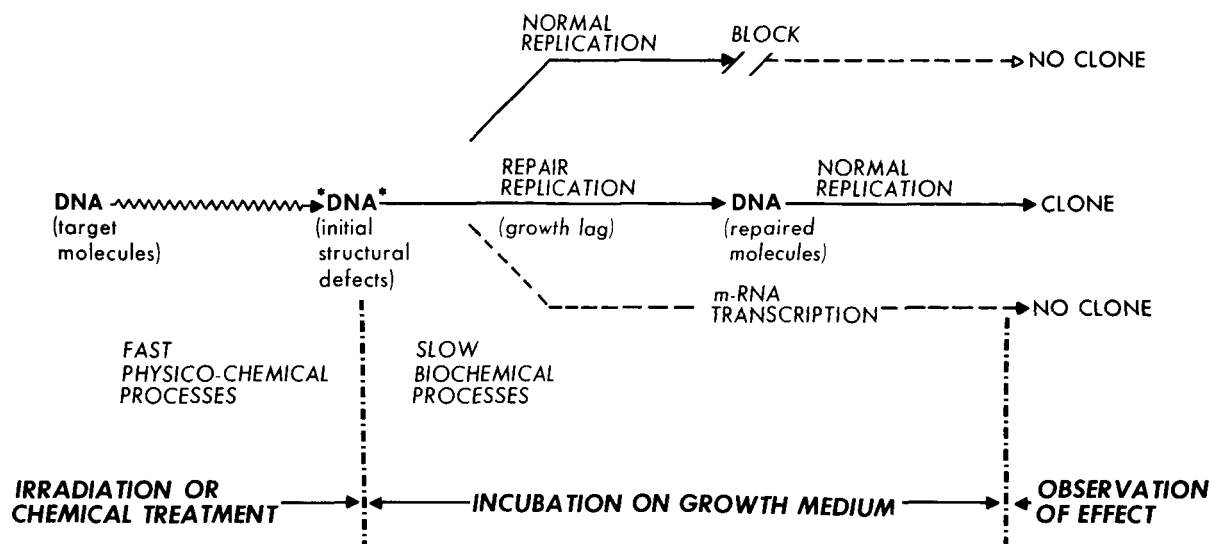 NORMAL
REPLICATION
BLOCK
NO CLONE
DNA
(target
molecules)
*DNA*
(initial
structural
defects)
REPAIR
REPLICATION
(growth lag)
DNA
(repaired
molecules)
NORMAL
REPLICATION
CLONE
m-RNA
TRANSCRIPTION
NO CLONE
FAST
PHYSICO-CHEMICAL
PROCESSES
SLOW
BIOCHEMICAL
PROCESSES
IRRADIATION OR
CHEMICAL TREATMENT
INCUBATION ON GROWTH MEDIUM
OBSERVATION
OF EFFECT